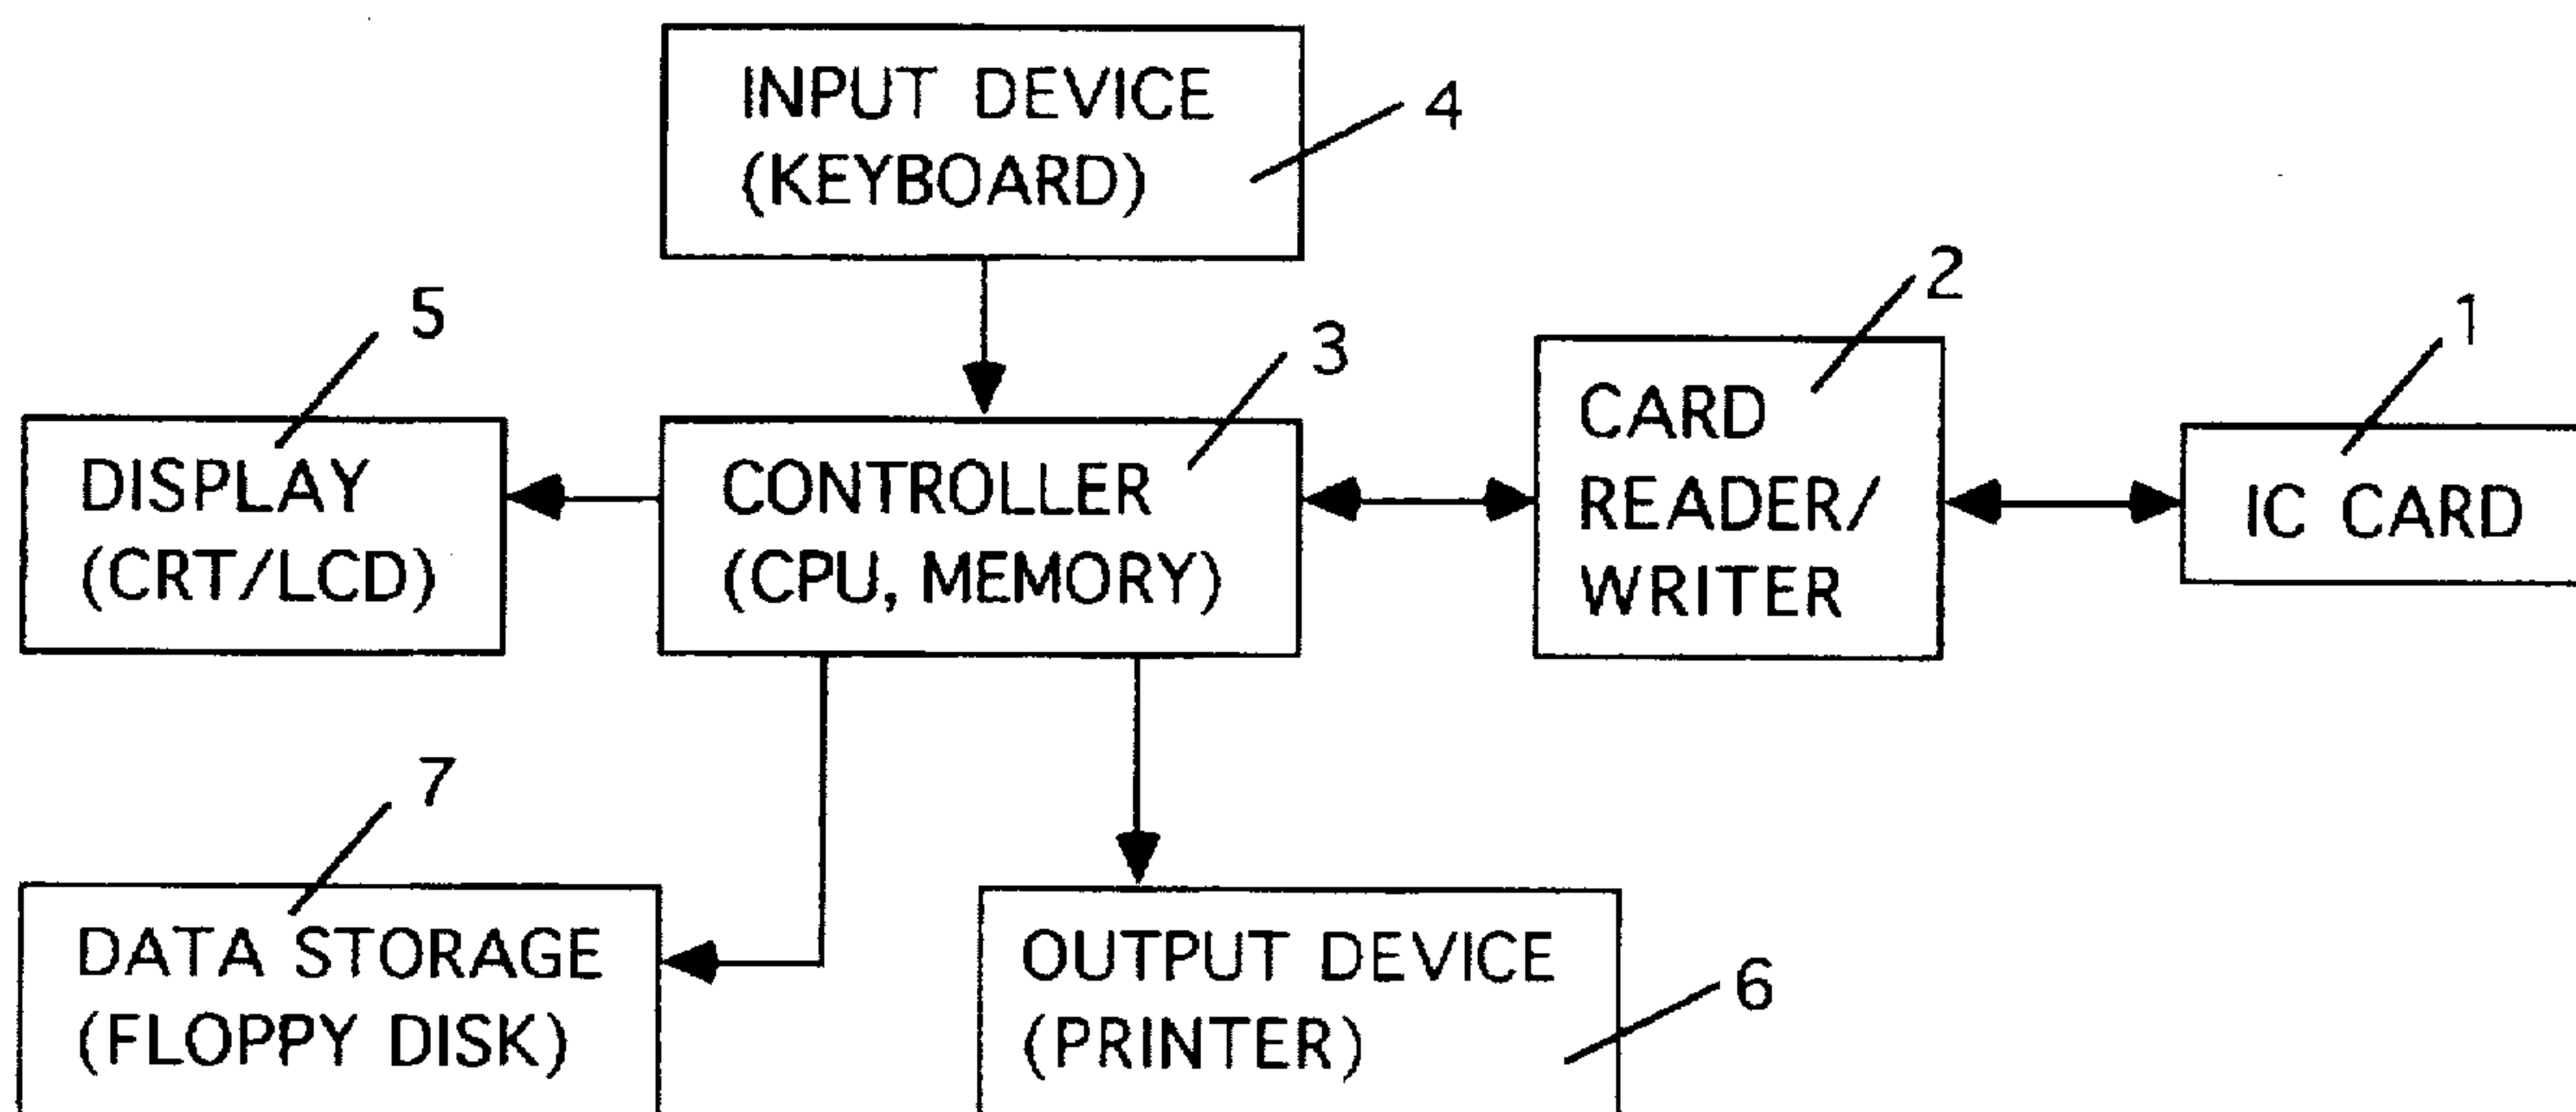 INPUT DEVICE
(KEYBOARD)
4
5
3
2
1
DISPLAY
(CRT/LCD)
CONTROLLER
(CPU, MEMORY)
CARD
READER/
WRITER
IC CARD
7
DATA STORAGE
(FLOPPY DISK)
OUTPUT DEVICE
(PRINTER)
6